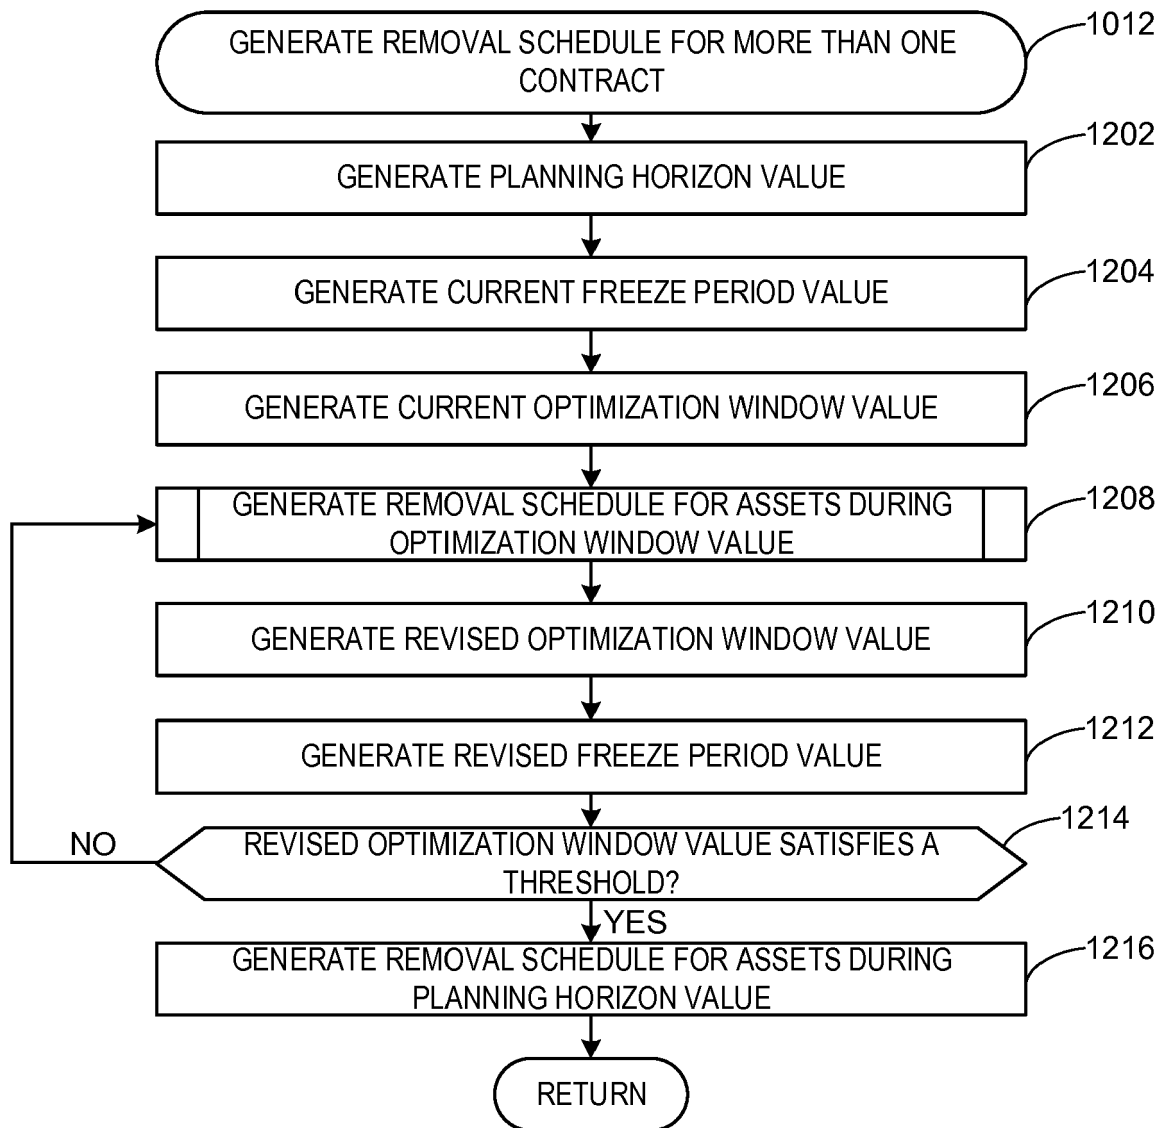 GENERATE REMOVAL SCHEDULE FOR MORE THAN ONE
CONTRACT
1012
GENERATE PLANNING HORIZON VALUE
1202
GENERATE CURRENT FREEZE PERIOD VALUE
1204
GENERATE CURRENT OPTIMIZATION WINDOW VALUE
1206
GENERATE REMOVAL SCHEDULE FOR ASSETS DURING
OPTIMIZATION WINDOW VALUE
1208
GENERATE REVISED OPTIMIZATION WINDOW VALUE
1210
GENERATE REVISED FREEZE PERIOD VALUE
1212
REVISED OPTIMIZATION WINDOW VALUE SATISFIES A
THRESHOLD?
1214
NO
YES
GENERATE REMOVAL SCHEDULE FOR ASSETS DURING
PLANNING HORIZON VALUE
1216
RETURN